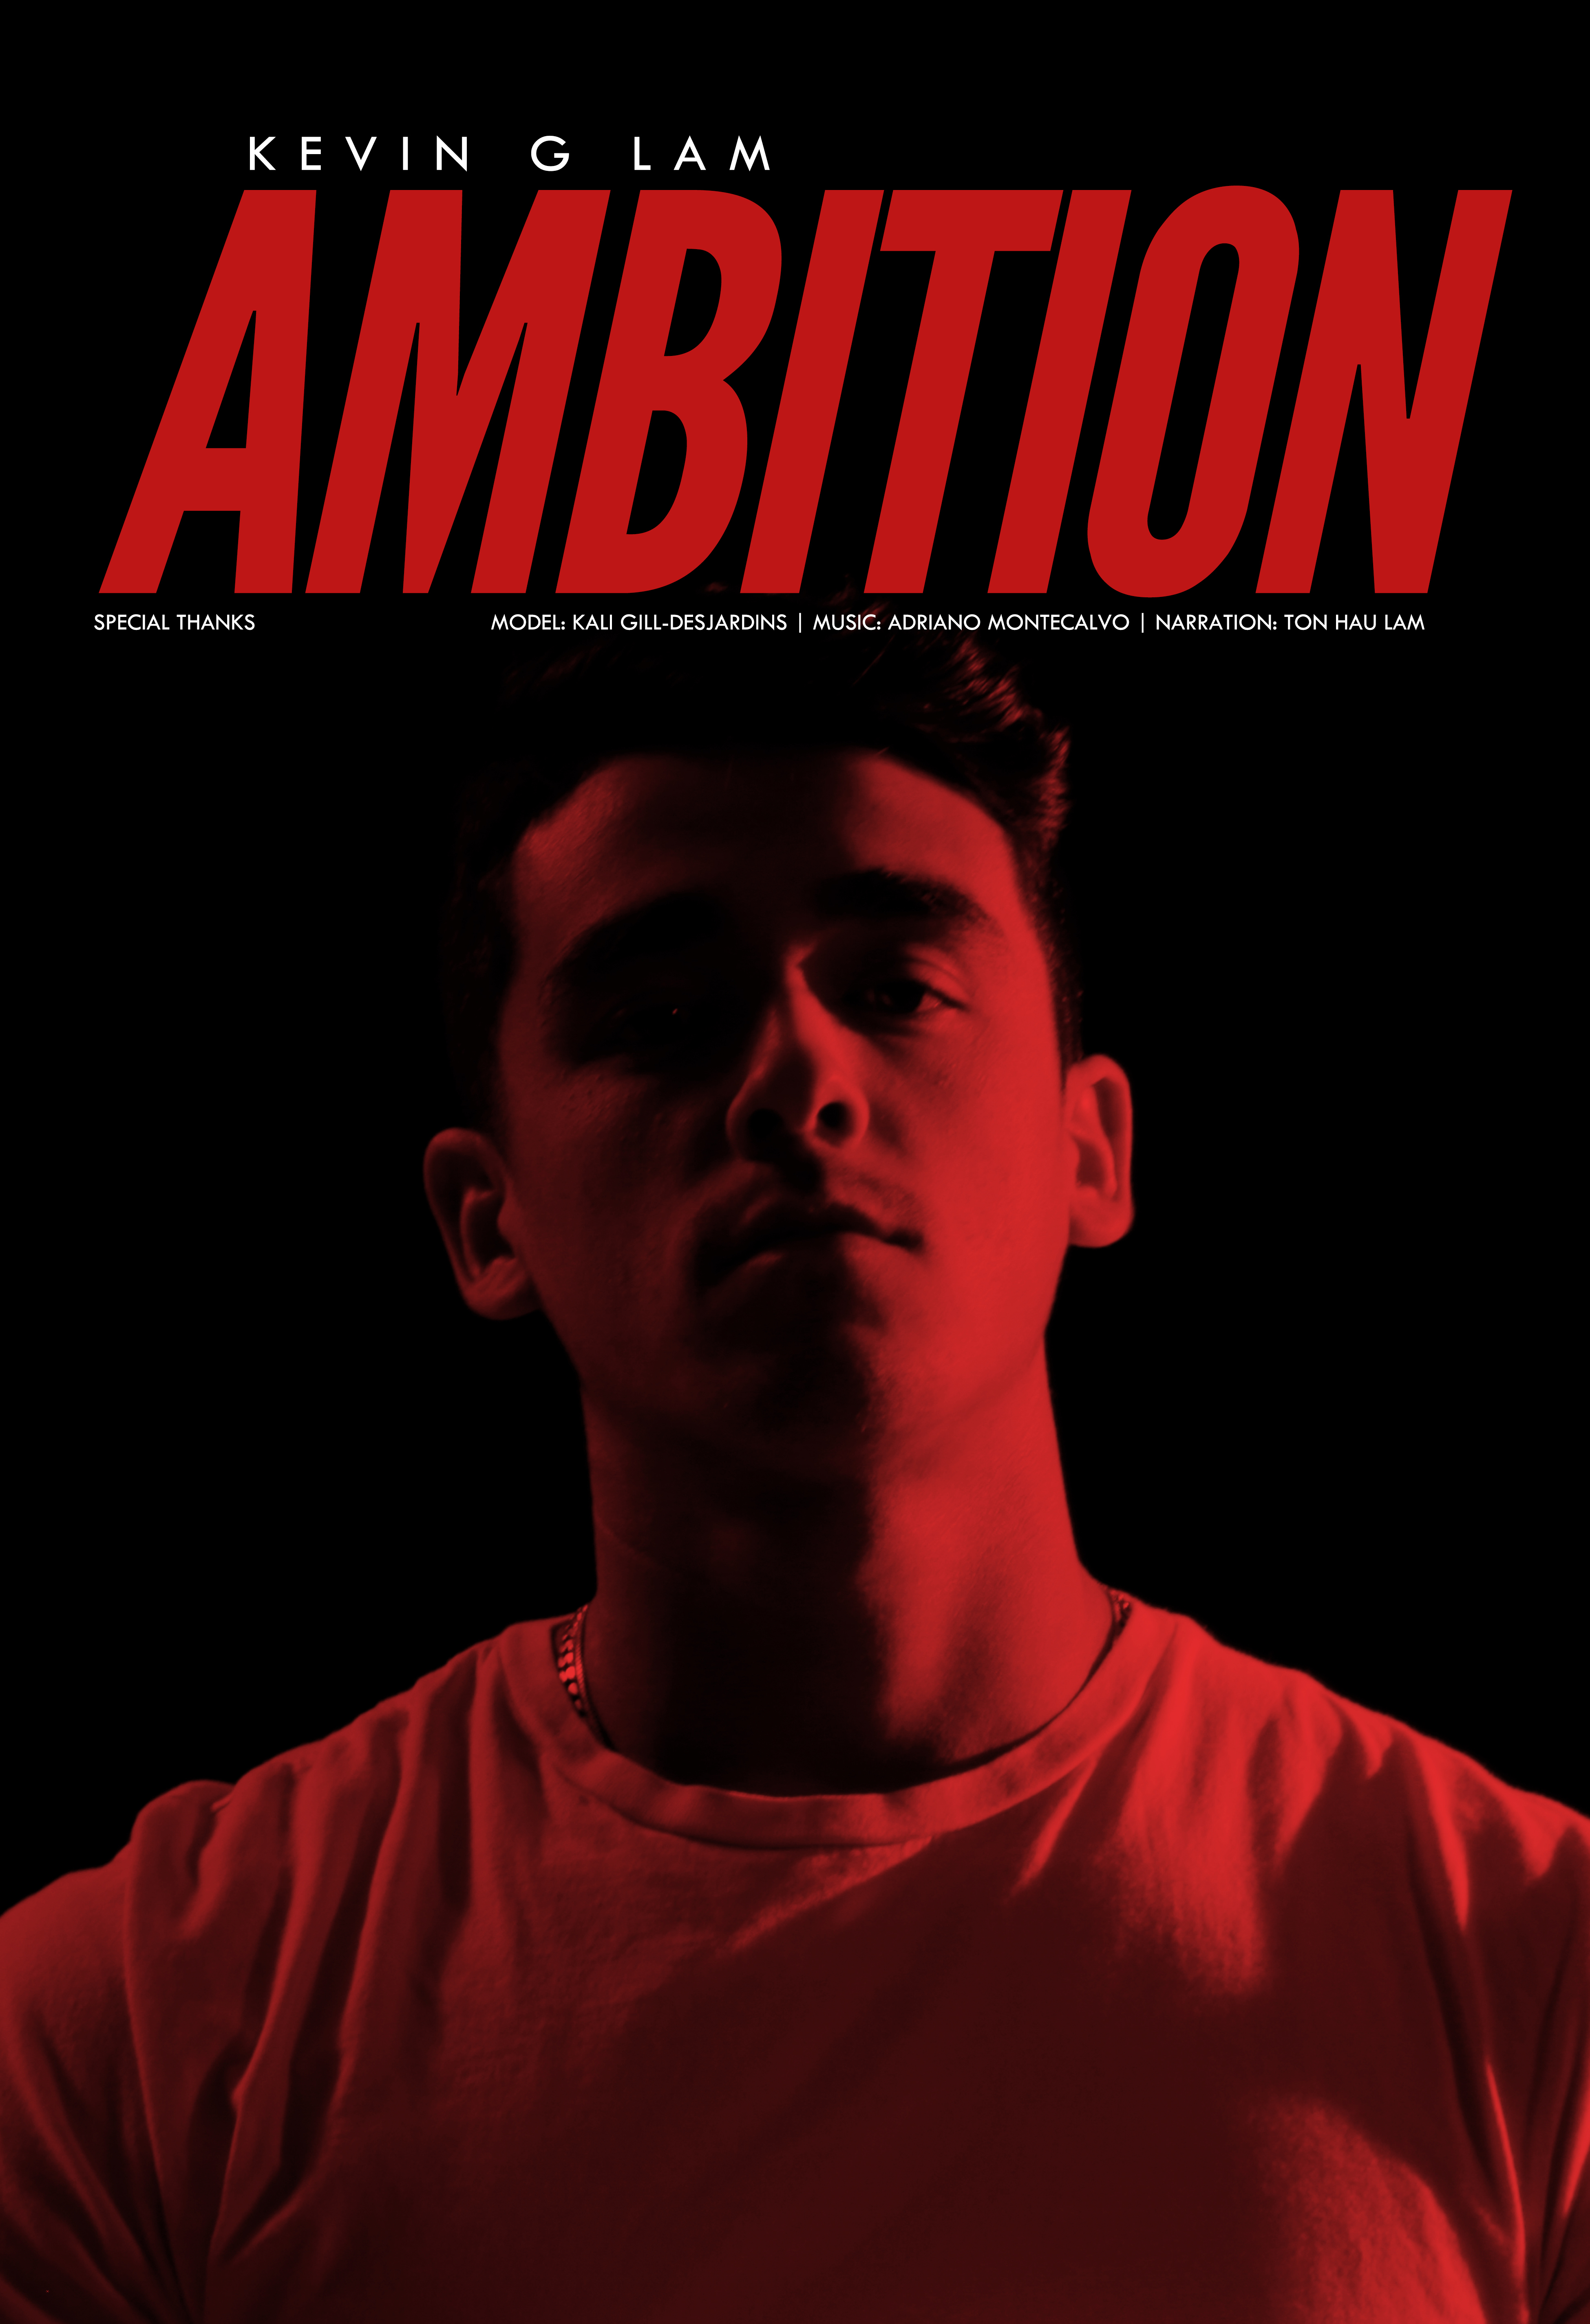 KEVIN G LAM
AMBITION
SPECIAL THANKS MODEL: KALI GILL-DESJARDINS | MUSIC: ADRIANO MONTECALVO | NARRATION: TON HAU LAM